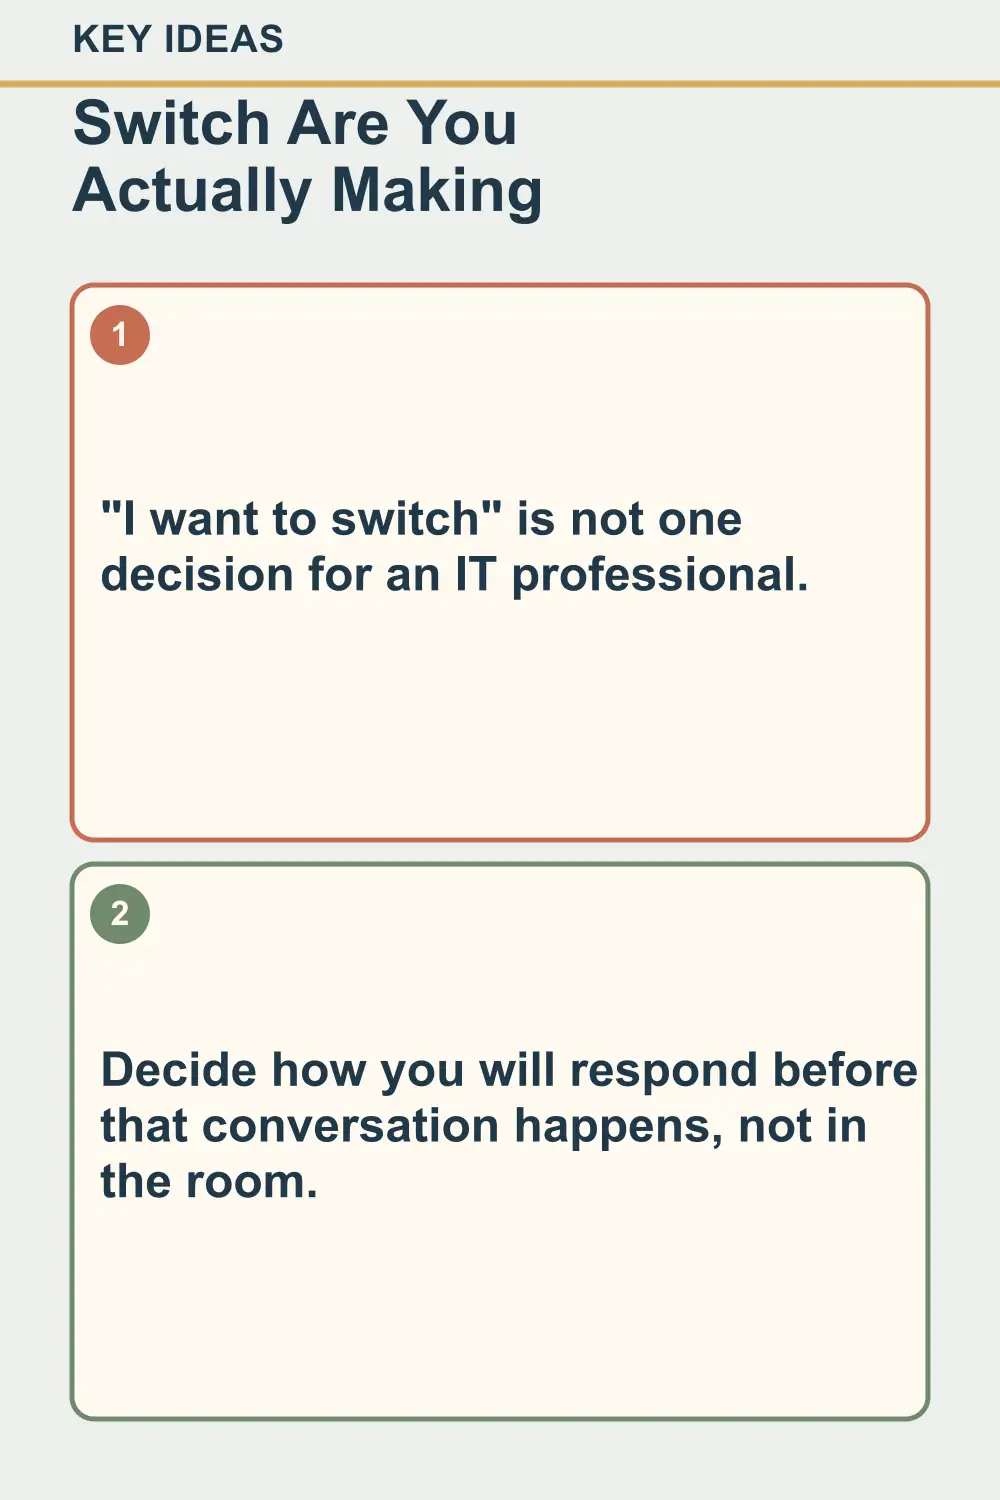 KEY IDEAS
Switch Are You
Actually Making
1
"I want to switch" is not one
decision for an IT professional.
2
Decide how you will respond before
that conversation happens, not in
the room.